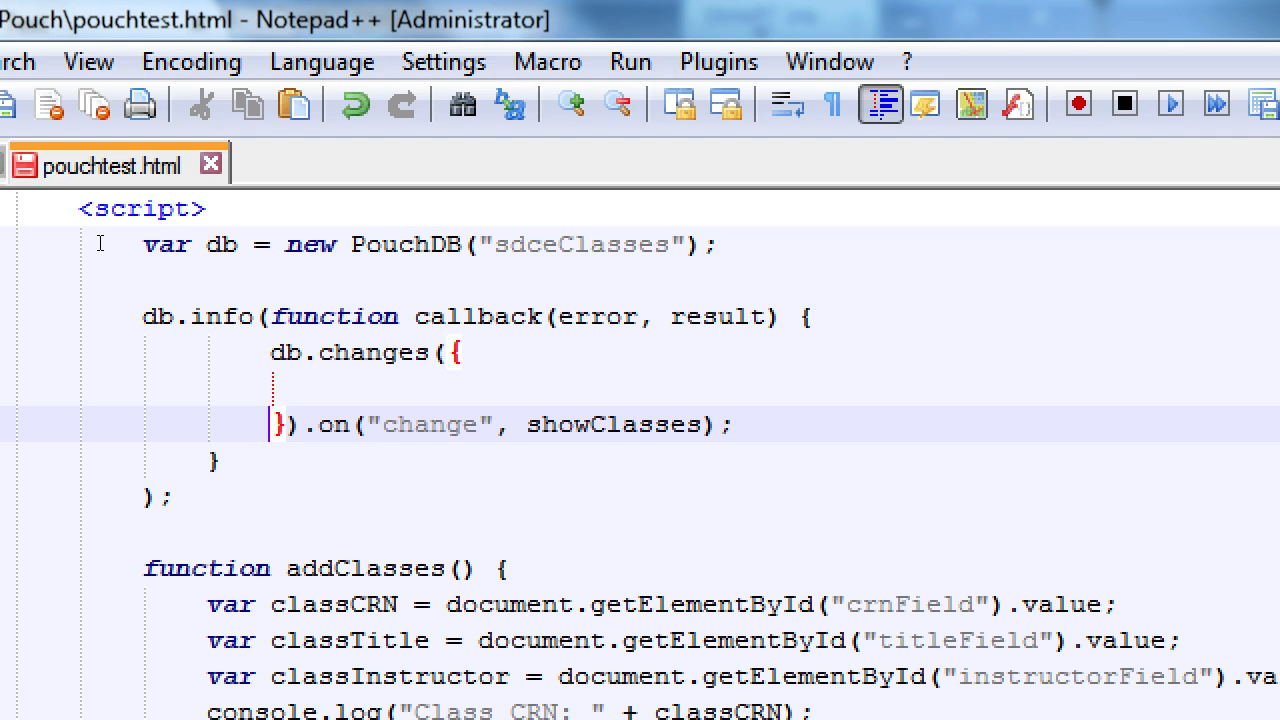 Pouch\pouchtest.html - Notepad++ [Administrator]
rch View Encoding Language Settings Macro Run Plugins Window ?
pouchtest.html
<script>
var db = new PouchDB("sdceClasses");
db.info(function callback(error, result) {
db.changes({
}).on("change", showClasses);
}
);
function addClasses() {
var classCRN = document.getElementById("crnField").value;
var classTitle = document.getElementById("titleField").value;
var classInstructor = document.getElementById("instructorField").va
console.log("Class CRN: " + classCRN);